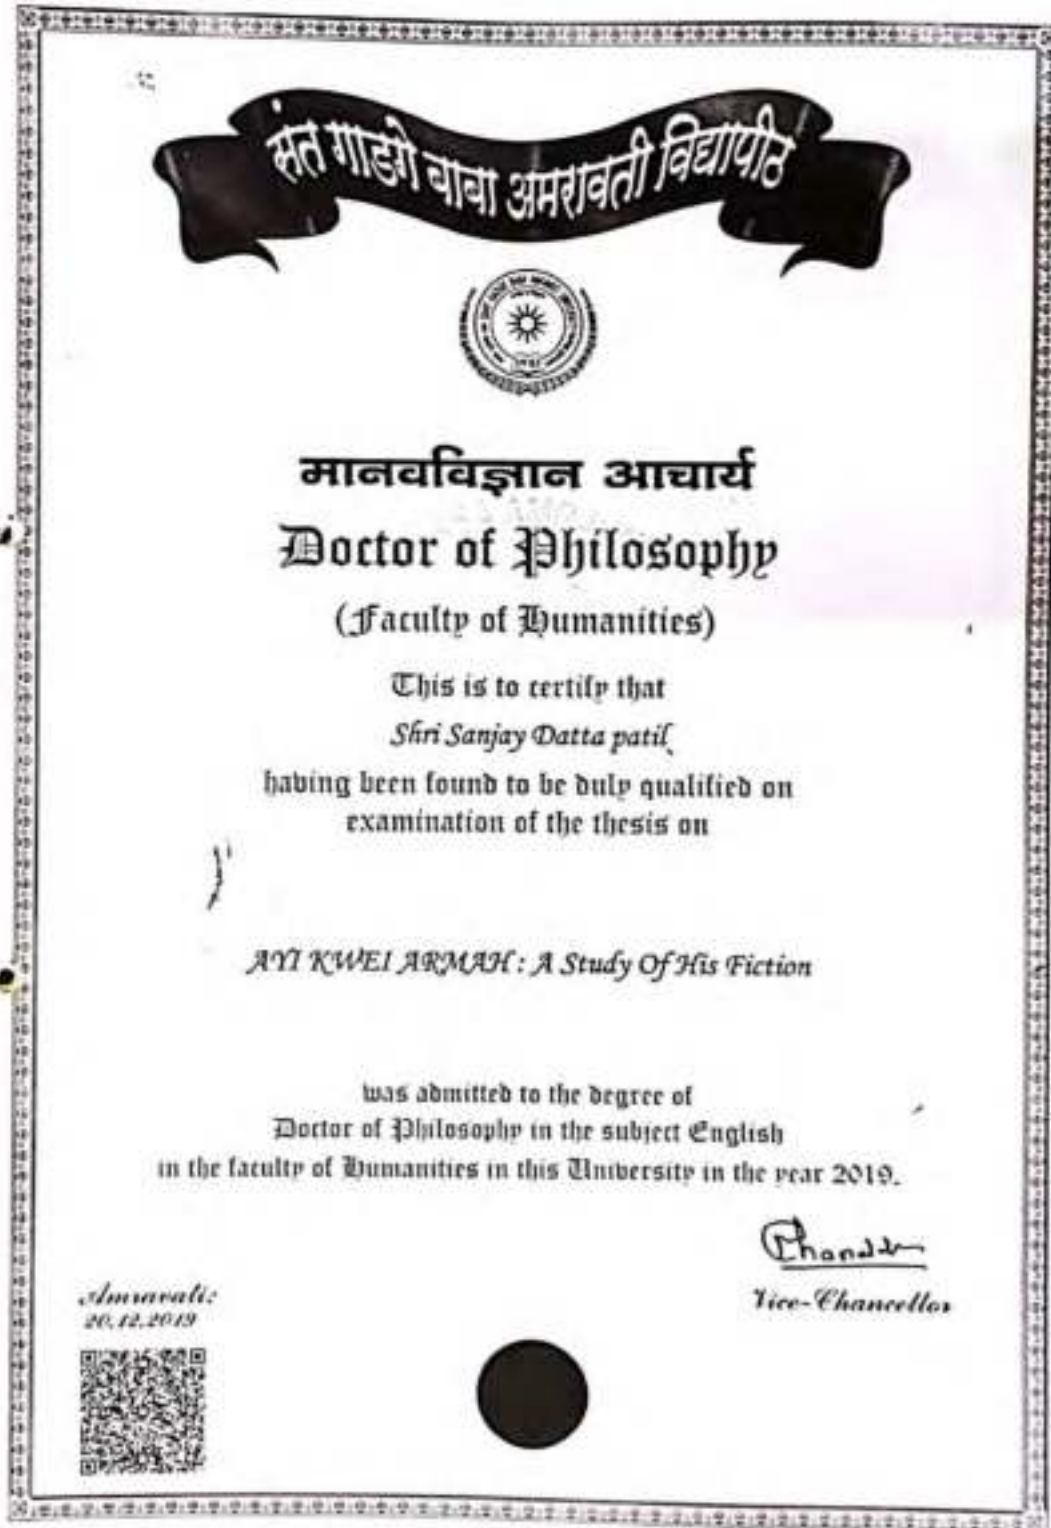 संत गाडगे बाबा अमरावती विद्यापीठ
मानवविज्ञान आचार्य
Doctor of Philosophy
(Faculty of Humanities)
This is to certify that
Shri Sanjay Datta patil
having been found to be duly qualified on
examination of the thesis on
AYI KWEI ARMAH : A Study Of His Fiction
was admitted to the degree of
Doctor of Philosophy in the subject English
in the faculty of Humanities in this University in the year 2019.
Vice-Chancellor
Amravati:
20.12.2019